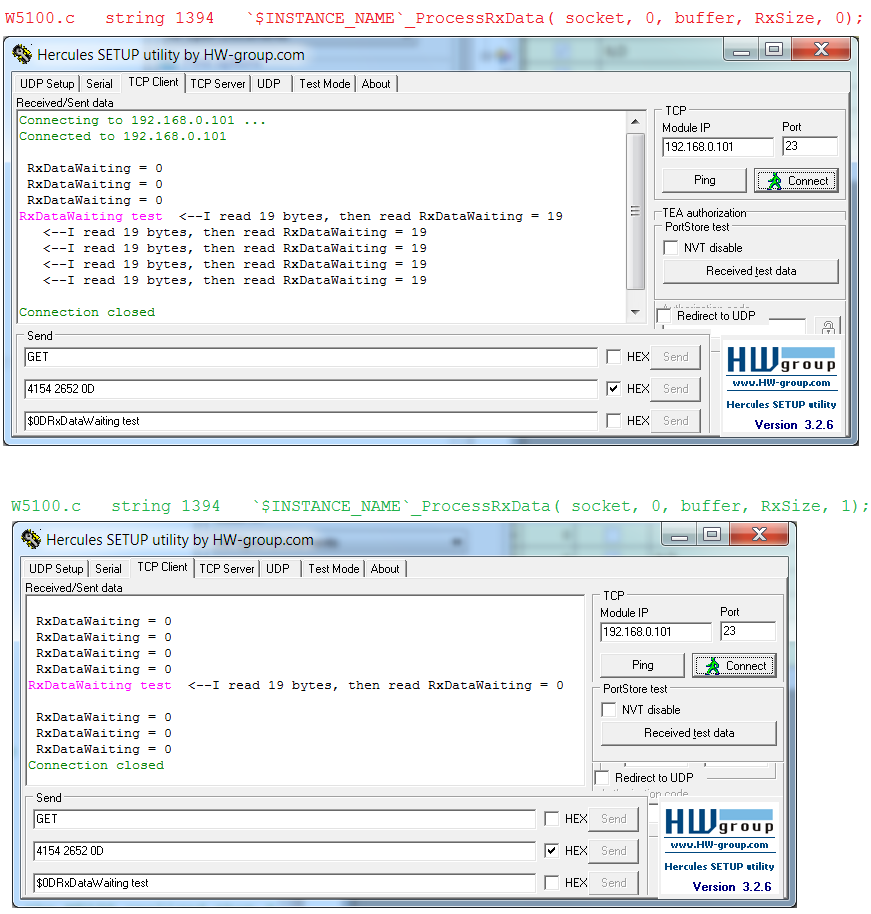 W5100.c   string 1394   `$INSTANCE_NAME`_ProcessRxData( socket, 0, buffer, RxSize, 0);
Hercules SETUP utility by HW-group.com
UDP Setup Serial TCP Client TCP Server UDP Test Mode About
Received/Sent data
Connecting to 192.168.0.101 ...
Connected to 192.168.0.101
RxDataWaiting = 0
RxDataWaiting = 0
RxDataWaiting = 0
RxDataWaiting test  <--I read 19 bytes, then read RxDataWaiting = 19
<--I read 19 bytes, then read RxDataWaiting = 19
<--I read 19 bytes, then read RxDataWaiting = 19
<--I read 19 bytes, then read RxDataWaiting = 19
<--I read 19 bytes, then read RxDataWaiting = 19
Connection closed
TCP
Module IP Port
192.168.0.101 23
Ping Connect
TEA authorization
PortStore test
NVT disable
Received test data
Authorization code
Redirect to UDP
Send
GET HEX Send
4154 2652 0D HEX Send
$0DRxDataWaiting test HEX Send
HWgroup
www.HW-group.com
Hercules SETUP utility
Version 3.2.6
W5100.c   string 1394   `$INSTANCE_NAME`_ProcessRxData( socket, 0, buffer, RxSize, 1);
Hercules SETUP utility by HW-group.com
UDP Setup Serial TCP Client TCP Server UDP Test Mode About
Received/Sent data
RxDataWaiting = 0
RxDataWaiting = 0
RxDataWaiting = 0
RxDataWaiting = 0
RxDataWaiting test  <--I read 19 bytes, then read RxDataWaiting = 0
RxDataWaiting = 0
RxDataWaiting = 0
RxDataWaiting = 0
Connection closed
TCP
Module IP Port
192.168.0.101 23
Ping Connect
PortStore test
NVT disable
Received test data
Redirect to UDP
Authorization code
Send
GET HEX Send
4154 2652 0D HEX Send
$0DRxDataWaiting test HEX Send
HWgroup
www.HW-group.com
Hercules SETUP utility
Version 3.2.6